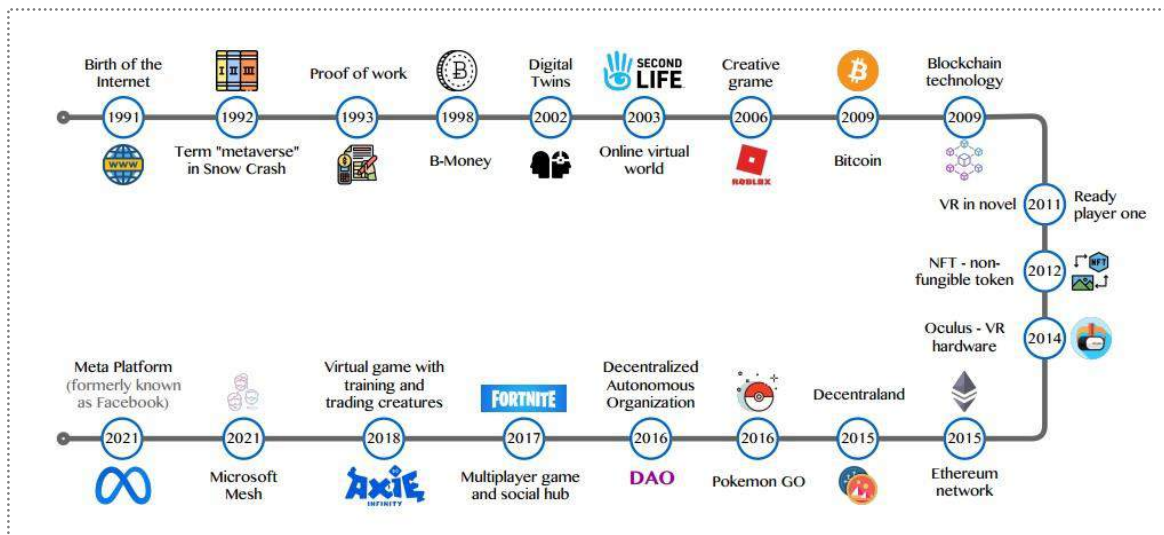 Birth of the
Internet
1991
WWW
I II III
1992
Term "metaverse"
in Snow Crash
Proof of work
1993
1998
B-Money
Digital
Twins
2002
SECOND
LIFE
2003
Online virtual
world
Creative
grame
2006
ROBLOX
2009
Bitcoin
Blockchain
technology
2009
VR in novel
2011
Ready
player one
NFT - non-
fungible token
2012
NFT
Oculus - VR
hardware
2014
Meta Platform
(formerly known
as Facebook)
2021
2021
Microsoft
Mesh
Virtual game with
training and
trading creatures
2018
AXIE
INFINITY
FORTNITE
2017
Multiplayer game
and social hub
Decentralized
Autonomous
Organization
2016
DAO
2016
Pokemon GO
Decentraland
2015
2015
Ethereum
network